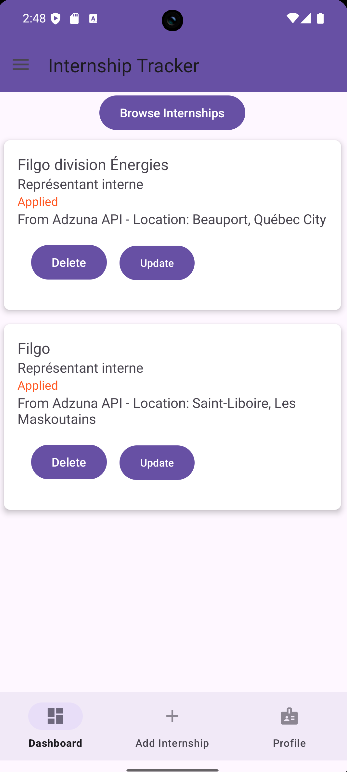 2:48
Internship Tracker
Browse Internships
Filgo division Énergies
Représentant interne
Applied
From Adzuna API - Location: Beauport, Québec City
Delete Update
Filgo
Représentant interne
Applied
From Adzuna API - Location: Saint-Liboire, Les
Maskoutains
Delete Update
Dashboard Add Internship Profile